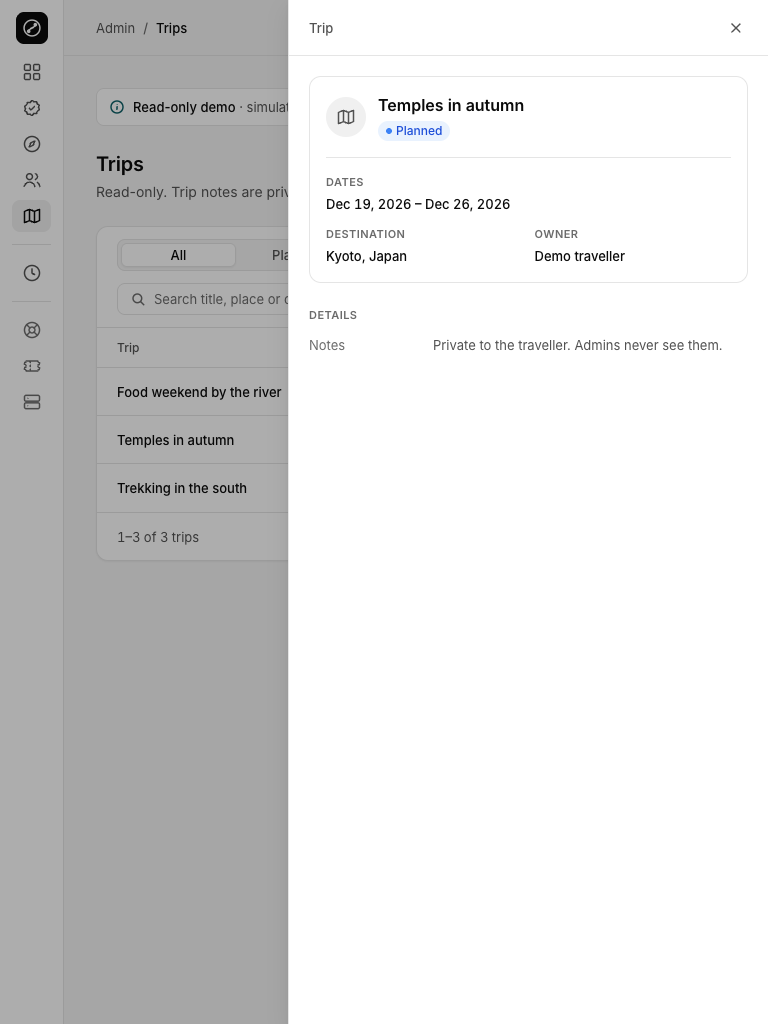 Admin / Trips
Read-only demo · simulat
Trips
Read-only. Trip notes are priv
All
Pla
Search title, place or o
Trip
Food weekend by the river
Temples in autumn
Trekking in the south
1–3 of 3 trips
Trip
Temples in autumn
Planned
DATES
Dec 19, 2026 – Dec 26, 2026
DESTINATION
OWNER
Kyoto, Japan
Demo traveller
DETAILS
Notes
Private to the traveller. Admins never see them.